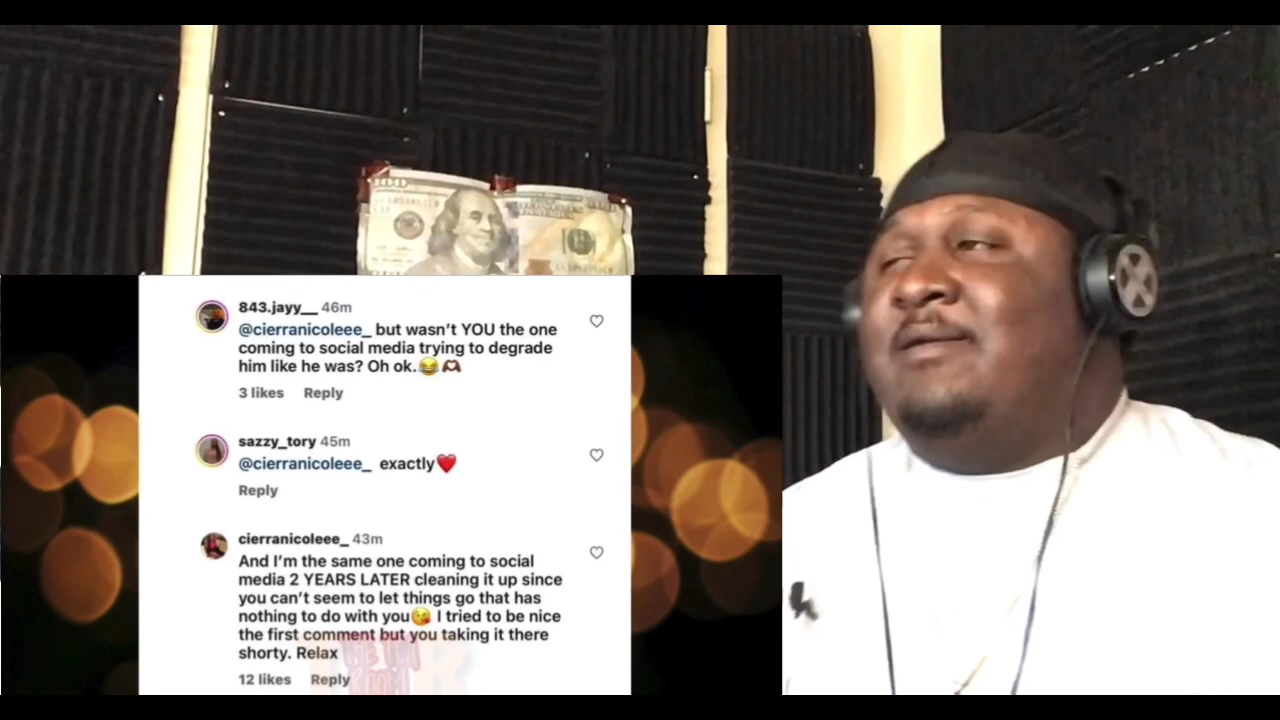 100
843.jayy__ 46m
@cierranicoleee_ but wasn’t YOU the one
coming to social media trying to degrade
him like he was? Oh ok.😂🫶🏾
3 likes Reply
sazzy_tory 45m
@cierranicoleee_ exactly❤️
Reply
cierranicoleee_ 43m
And I’m the same one coming to social
media 2 YEARS LATER cleaning it up since
you can’t seem to let things go that has
nothing to do with you😘 I tried to be nice
the first comment but you taking it there
shorty. Relax
12 likes Reply
THE TEA
ROOM